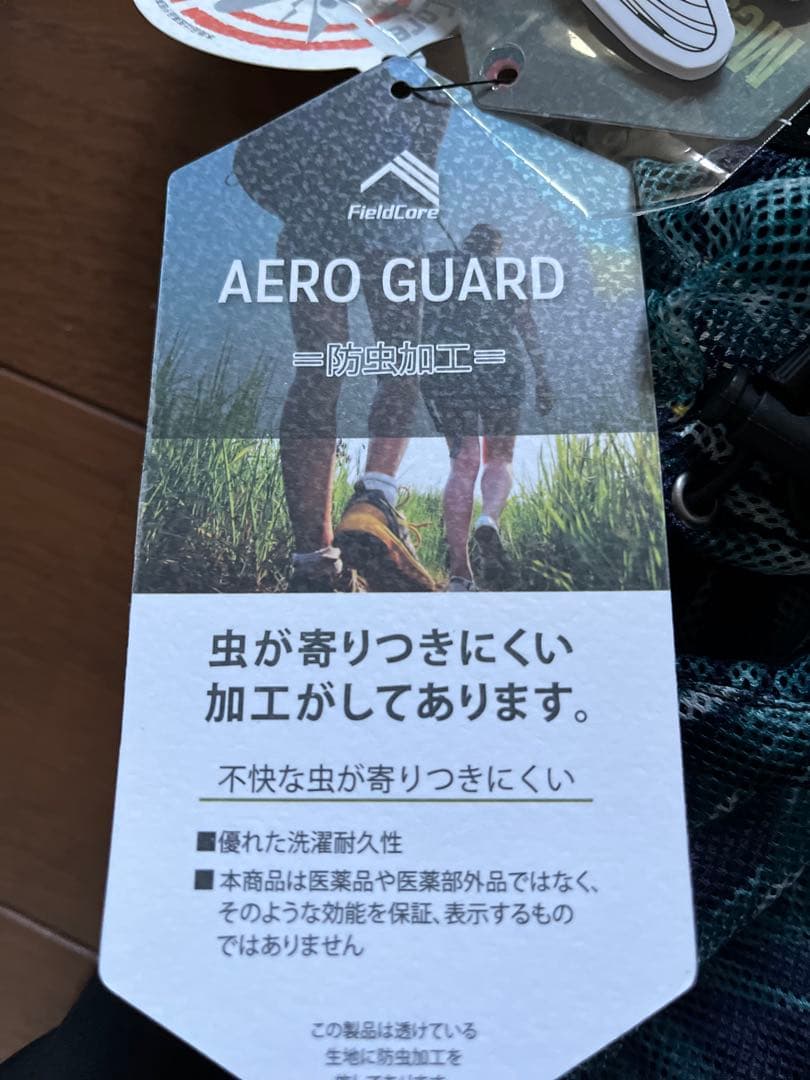 FieldCore
AERO GUARD
=防虫加工=
虫が寄りつきにくい
加工がしてあります。
不快な虫が寄りつきにくい
■優れた洗濯耐久性
■本商品は医薬品や医薬部外品ではなく、
そのような効能を保証、表示するもの
ではありません
この製品は透けている
生地に防虫加工を